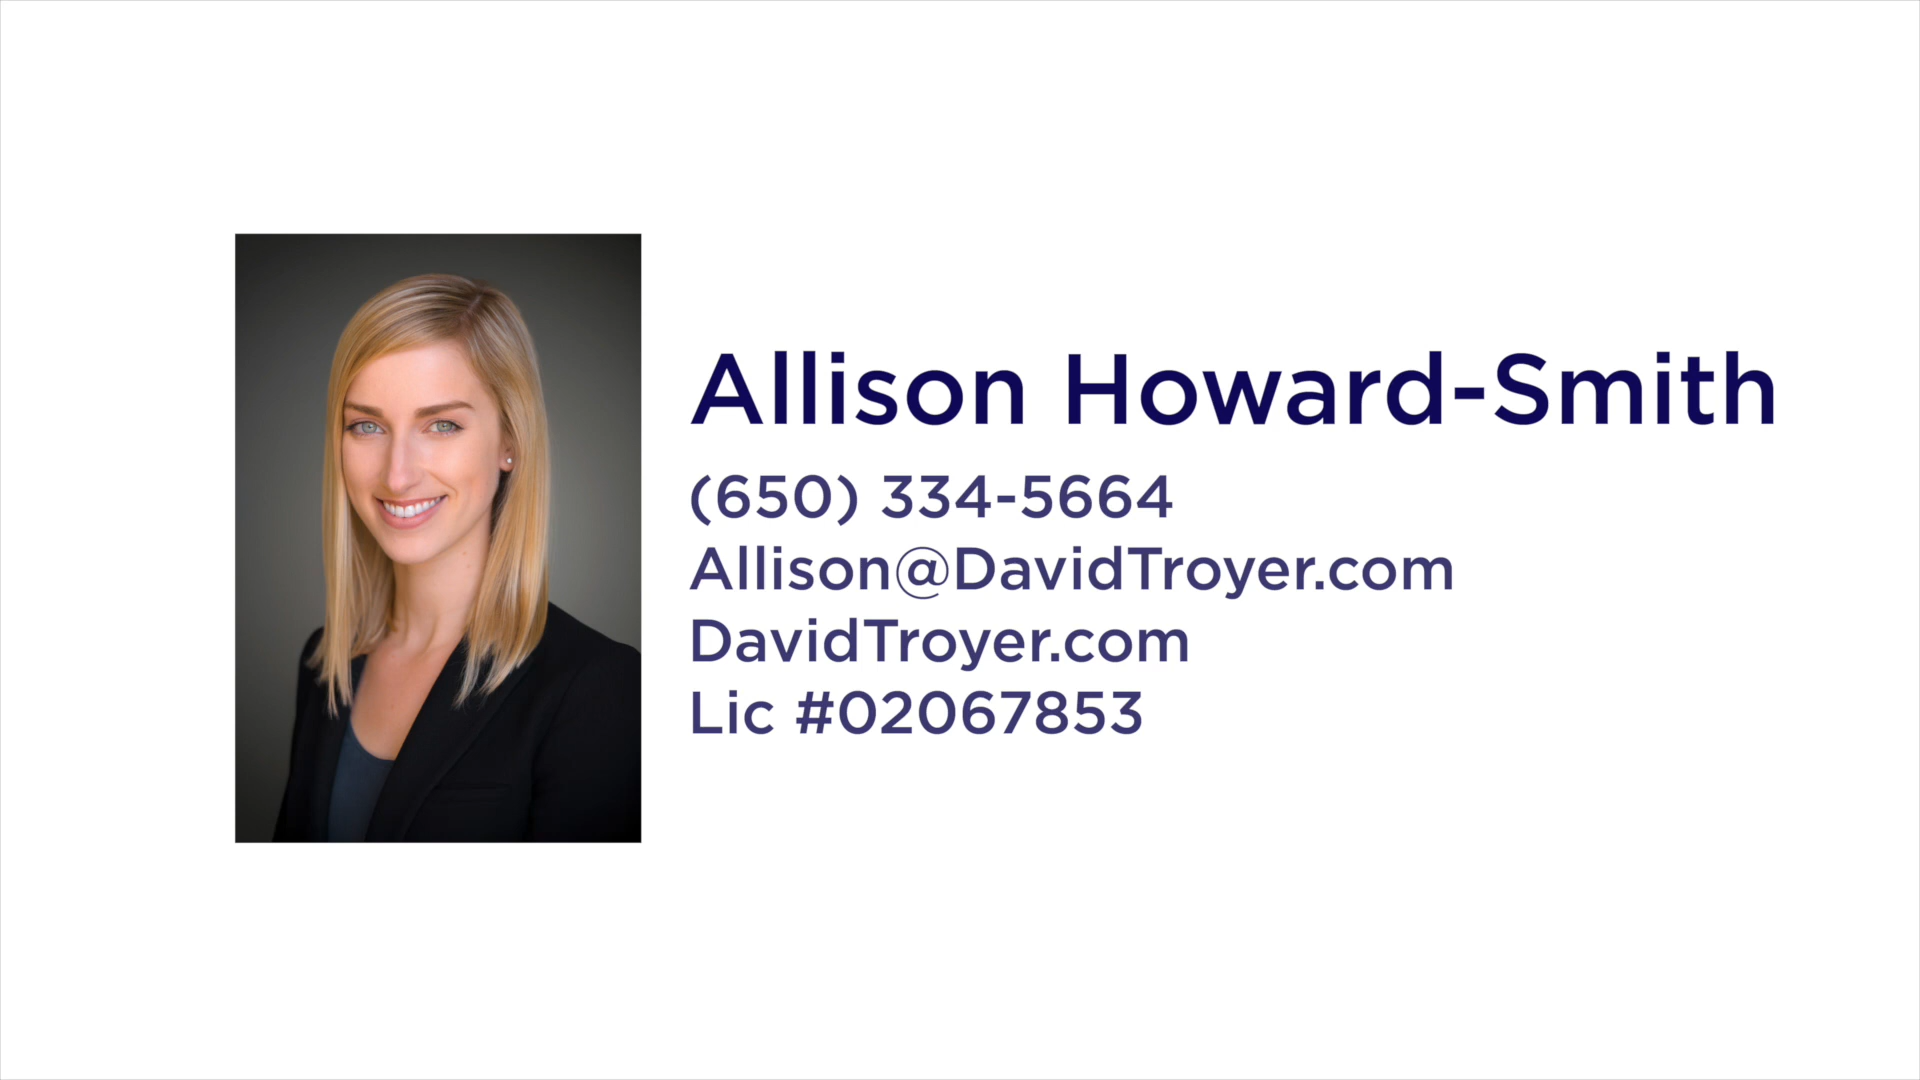 Allison Howard-Smith
(650) 334-5664
Allison@DavidTroyer.com
DavidTroyer.com
Lic #02067853